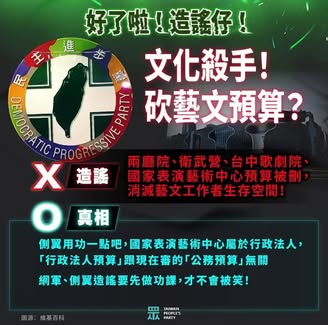 好了啦！造謠仔！
民主進步黨
DEMOCRATIC PROGRESSIVE PARTY
文化殺手！
砍藝文預算？
X 造謠
兩廳院、衛武營、台中歌劇院、
國家表演藝術中心預算被刪，
消滅藝文工作者生存空間！
O 真相
側翼用功一點吧，國家表演藝術中心屬於行政法人，
「行政法人預算」跟現在審的「公務預算」無關
網軍、側翼造謠要先做功課，才不會被笑！
圖源：維基百科
眾
TAIWAN
PEOPLE'S
PARTY